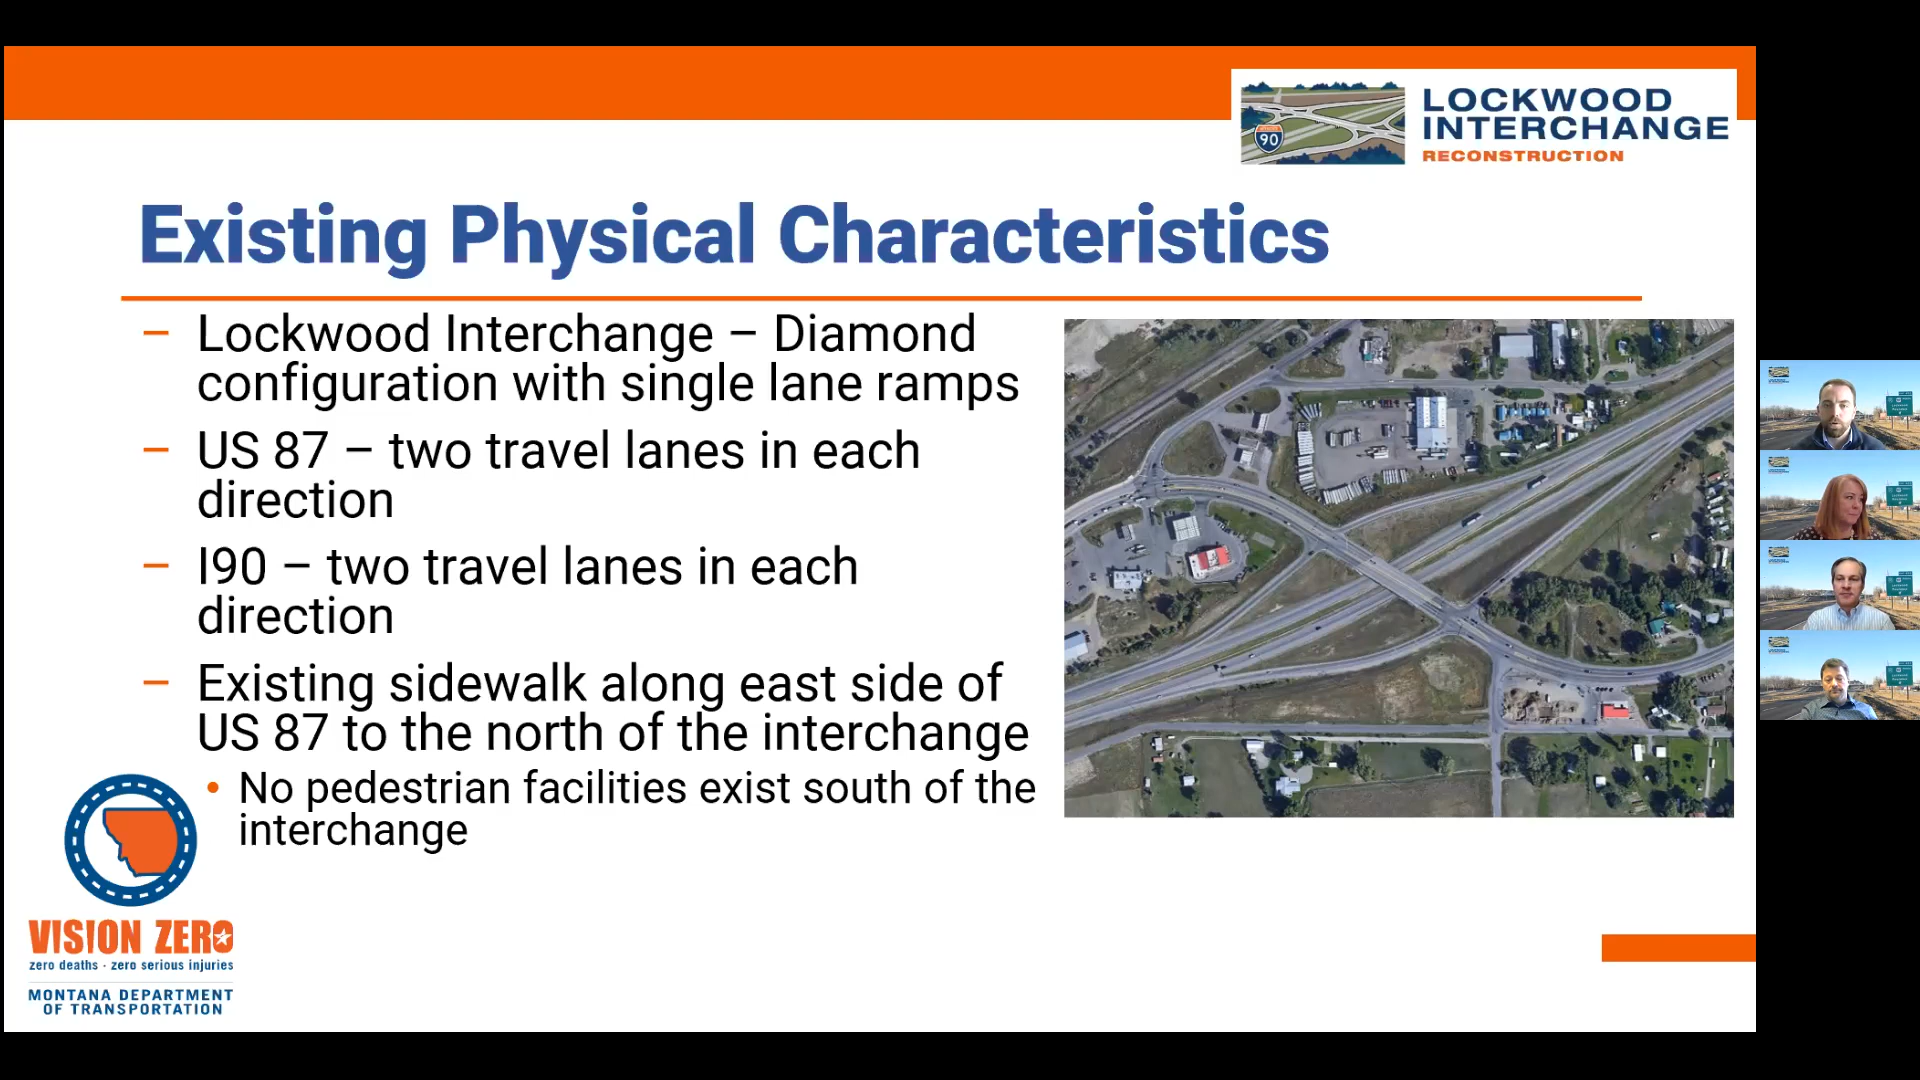 LOCKWOOD
INTERCHANGE
RECONSTRUCTION
90
Existing Physical Characteristics
– Lockwood Interchange – Diamond
configuration with single lane ramps
– US 87 – two travel lanes in each
direction
– I90 – two travel lanes in each
direction
– Existing sidewalk along east side of
US 87 to the north of the interchange
• No pedestrian facilities exist south of the
interchange
VISION ZERO
zero deaths · zero serious injuries
MONTANA DEPARTMENT
OF TRANSPORTATION